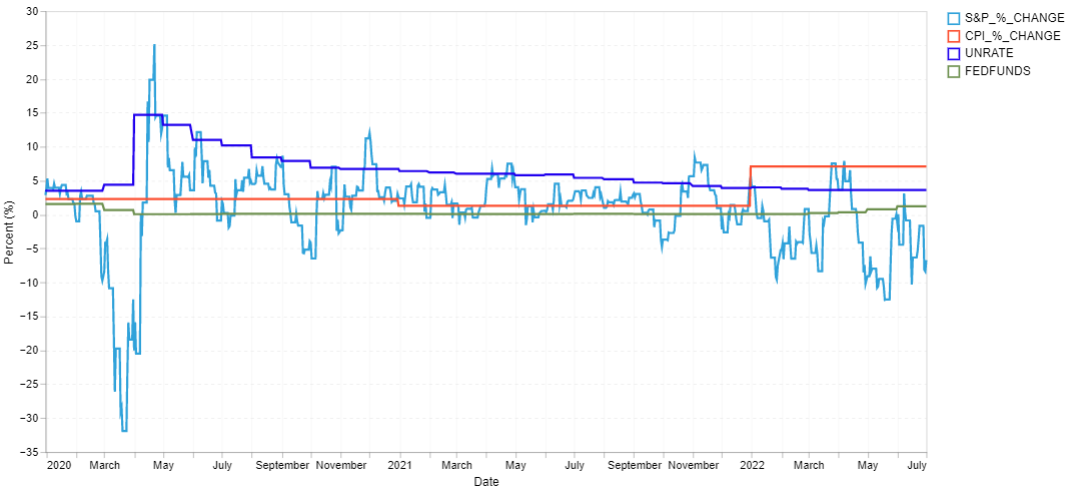 S&P_%_CHANGE
CPI_%_CHANGE
UNRATE
FEDFUNDS
Percent (%)
30
25
20
15
10
5
0
−5
−10
−15
−20
−25
−30
−35
2020 March May July September November 2021 March May July September November 2022 March May July
Date